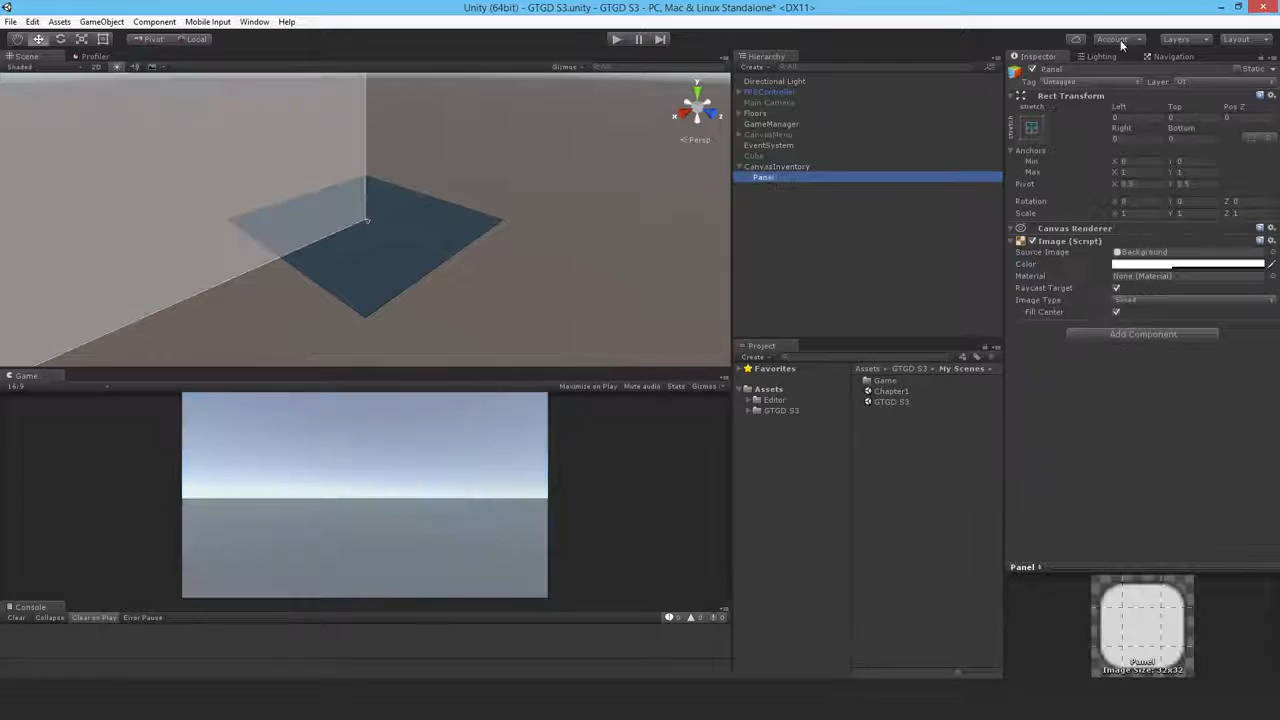 Unity (64bit) - GTGD S3.unity - GTGD S3 - PC, Mac & Linux Standalone* <DX11>
File Edit Assets GameObject Component Mobile Input Window Help
Pivot Local Account Layers Layout
Scene Profiler
Shaded 2D Gizmos All
y
x z
Persp
Game
16:9 Maximize on Play Mute audio Stats Gizmos
Console
Clear Collapse Clear on Play Error Pause 0 0 0
Hierarchy
Create All
Directional Light
FPSController
Main Camera
Floors
GameManager
CanvasMenu
EventSystem
Cube
CanvasInventory
Panel
Project
Create
Favorites
Assets
Editor
GTGD S3
Assets GTGD S3 My Scenes
Game
Chapter1
GTGD S3
Inspector Lighting Navigation
Panel Static
Tag Untagged Layer UI
Rect Transform
stretch Left Top Pos Z
stretch 0 0 0
Right Bottom
0 0
Anchors
Min X 0 Y 0
Max X 1 Y 1
Pivot X 0.5 Y 0.5
Rotation X 0 Y 0 Z 0
Scale X 1 Y 1 Z 1
Canvas Renderer
Image (Script)
Source Image Background
Color
Material None (Material)
Raycast Target
Image Type Sliced
Fill Center
Add Component
Panel
Panel
Image Size: 32x32